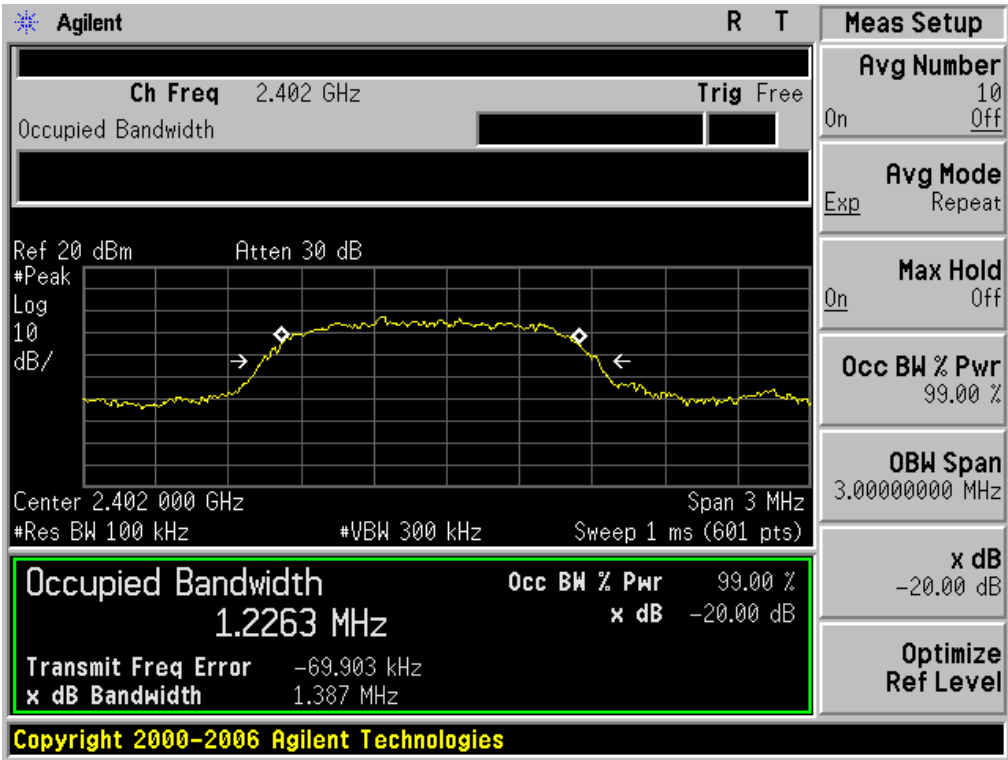 Agilent R T
Ch Freq 2.402 GHz Trig Free
Occupied Bandwidth
Ref 20 dBm Atten 30 dB
#Peak
Log
10
dB/
Center 2.402 000 GHz Span 3 MHz
#Res BW 100 kHz #VBW 300 kHz Sweep 1 ms (601 pts)
Occupied Bandwidth Occ BW % Pwr 99.00 %
1.2263 MHz x dB -20.00 dB
Transmit Freq Error -69.903 kHz
x dB Bandwidth 1.387 MHz
Copyright 2000-2006 Agilent Technologies
Meas Setup
Avg Number
10
On Off
Avg Mode
Exp Repeat
Max Hold
On Off
Occ BW % Pwr
99.00 %
OBW Span
3.00000000 MHz
x dB
-20.00 dB
Optimize
Ref Level